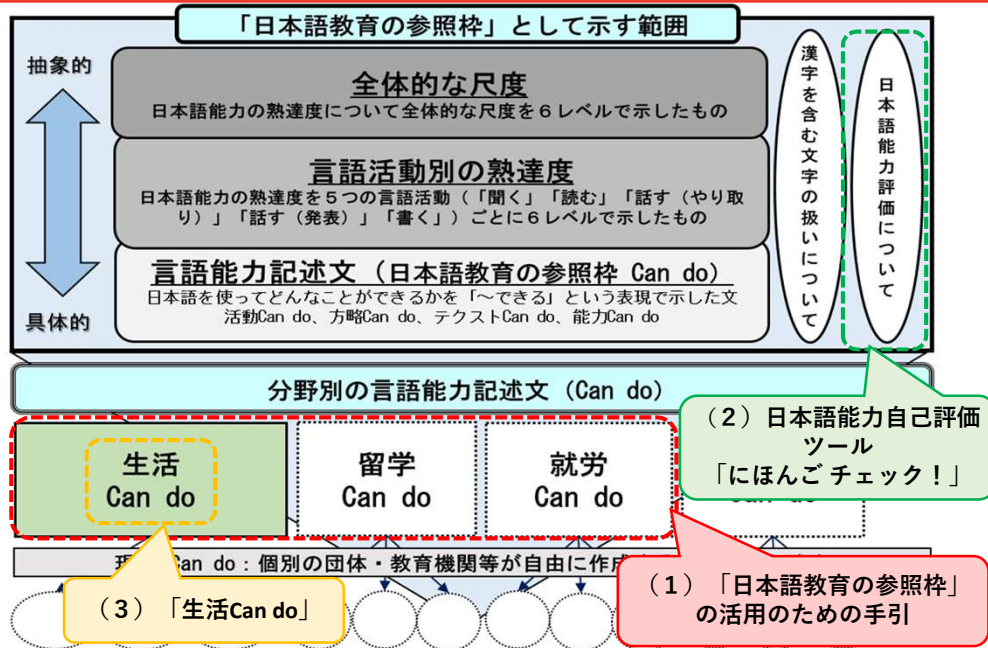 「日本語教育の参照枠」として示す範囲
抽象的
具体的
全体的な尺度
日本語能力の熟達度について全体的な尺度を６レベルで示したもの
言語活動別の熟達度
日本語能力の熟達度を５つの言語活動（「聞く」「読む」「話す（やり取
り）」「話す（発表）」「書く」）ごとに６レベルで示したもの
言語能力記述文（日本語教育の参照枠 Can do）
日本語を使ってどんなことができるかを「～できる」という表現で示した文
活動Can do、方略Can do、テクストCan do、能力Can do
漢字を含む文字の扱いについて
日本語能力評価について
分野別の言語能力記述文（Can do）
（２）日本語能力自己評価
ツール
「にほんご チェック！」
生活
Can do
留学
Can do
就労
Can do
Can do：個別の団体・教育機関等が自由に作成
（１）「日本語教育の参照枠」
の活用のための手引
（３）「生活Can do」